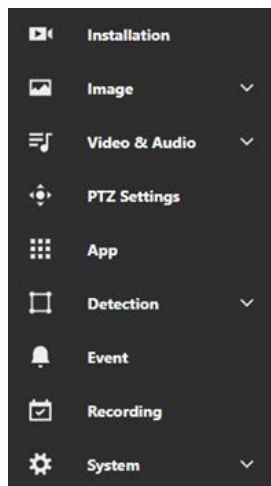 Installation
Image
Video & Audio
PTZ Settings
App
Detection
Event
Recording
System